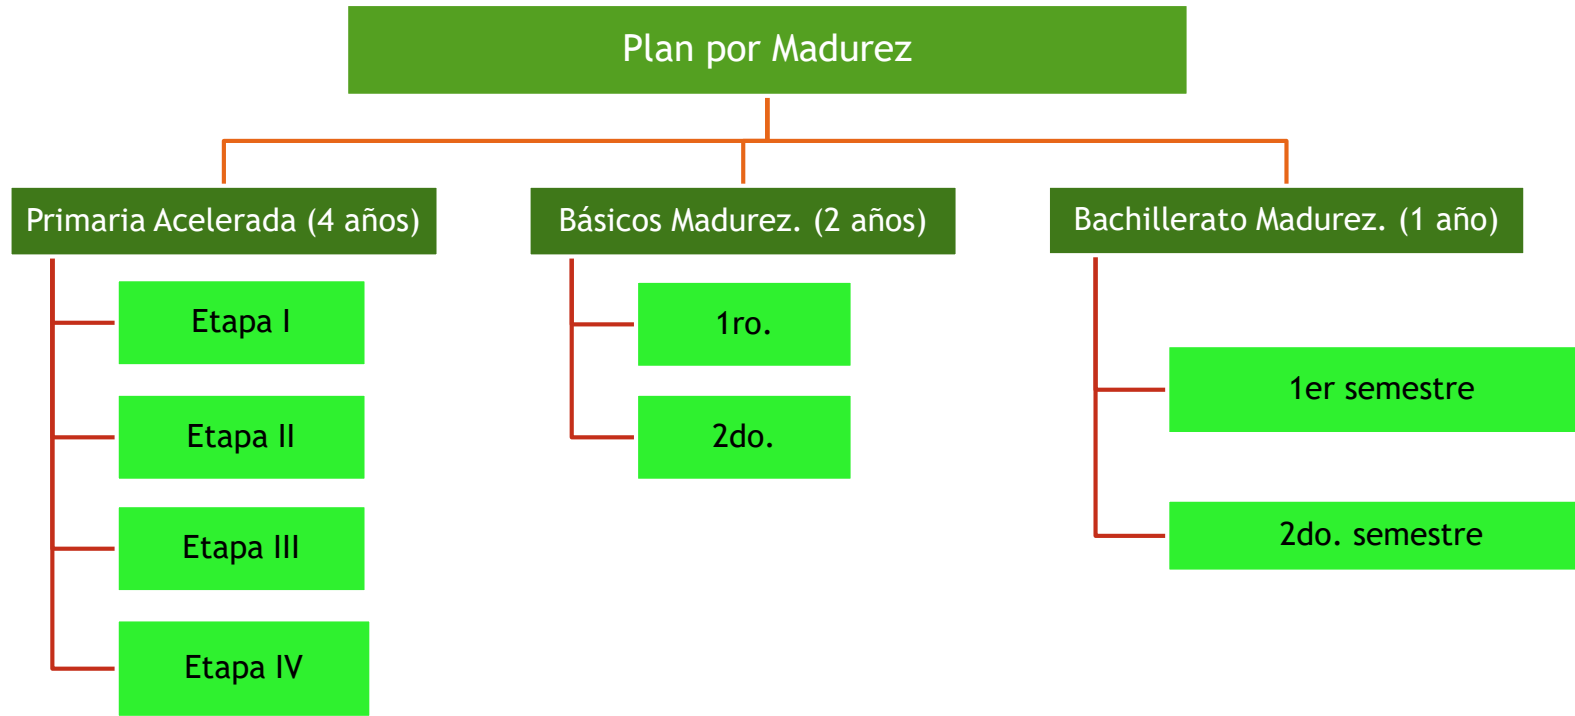 Plan por Madurez
Primaria Acelerada (4 años)
Etapa I
Etapa II
Etapa III
Etapa IV
Básicos Madurez. (2 años)
1ro.
2do.
Bachillerato Madurez. (1 año)
1er semestre
2do. semestre